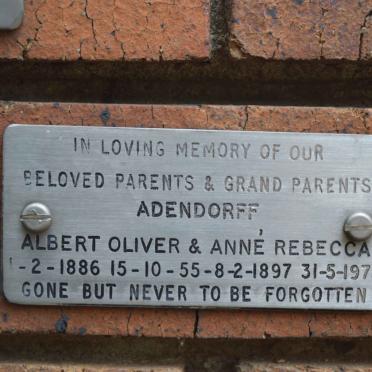 IN LOVING MEMORY OF OUR
BELOVED PARENTS & GRAND PARENTS
ADENDORFF
ALBERT OLIVER & ANNE REBECCA
-2-1886 15-10-55-8-2-1897 31-5-197
GONE BUT NEVER TO BE FORGOTTEN